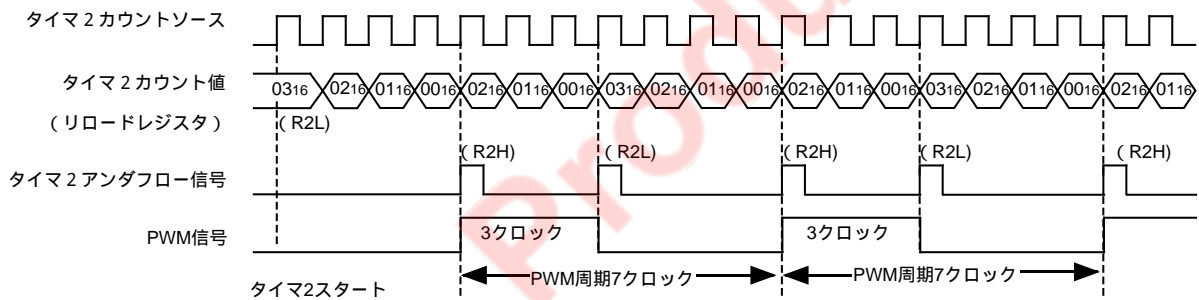 タイマ 2 カウントソース
タイマ 2 カウント値
0316 0216 0116 0016 0216 0116 0016 0316 0216 0116 0016 0216 0116 0016 0316 0216 0116 0016 0216 0116
(リロードレジスタ)
(R2L)
(R2H) (R2L) (R2H) (R2L) (R2H)
タイマ 2 アンダフロー信号
PWM信号
3クロック 3クロック
PWM周期7クロック PWM周期7クロック
タイマ2スタート